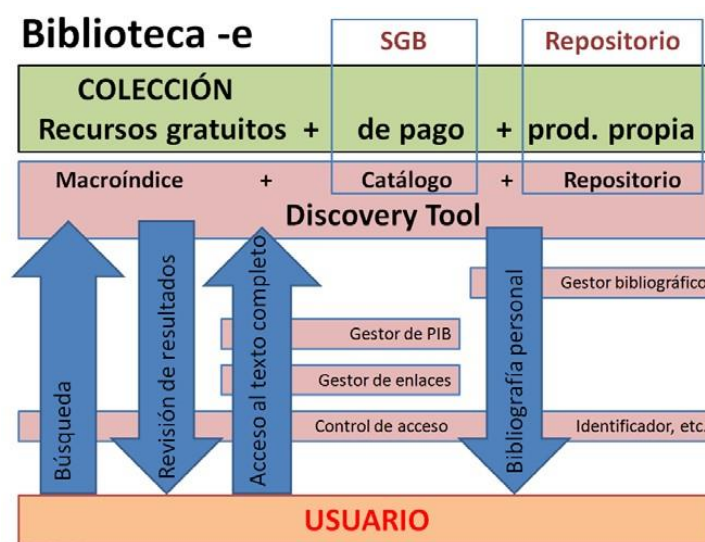 Biblioteca -e
SGB
Repositorio
COLECCIÓN
Recursos gratuitos + de pago + prod. propia
Macroíndice + Catálogo + Repositorio
Discovery Tool
Búsqueda
Revisión de resultados
Acceso al texto completo
Bibliografía personal
Gestor bibliográfico
Gestor de PIB
Gestor de enlaces
Control de acceso
Identificador, etc.
USUARIO